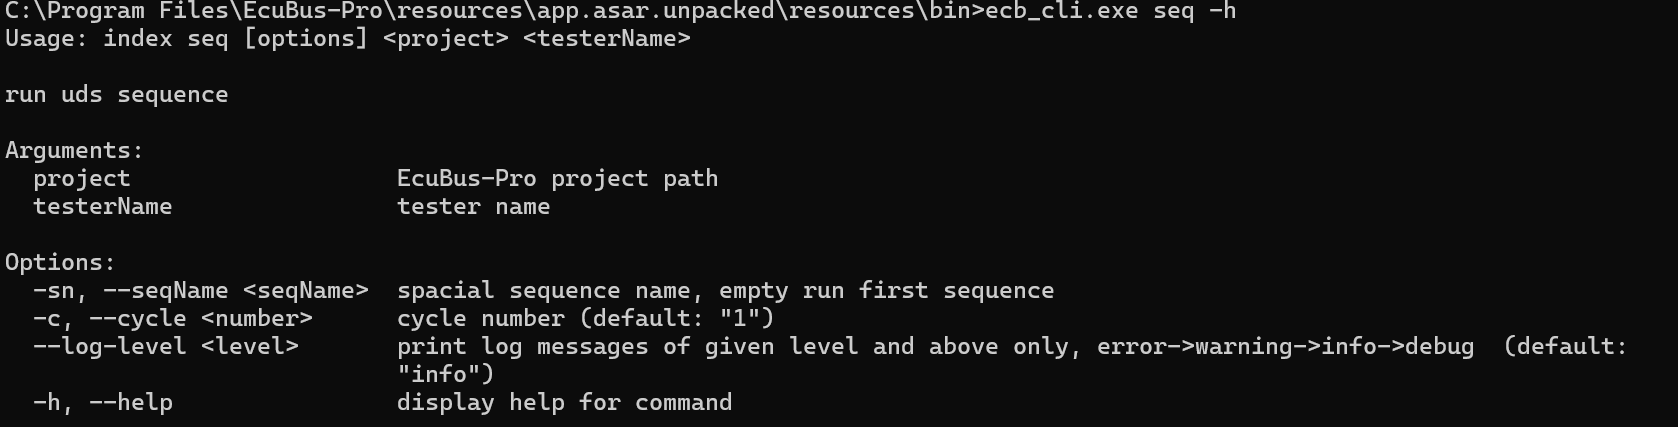 C:\Program Files\EcuBus-Pro\resources\app.asar.unpacked\resources\bin>ecb_cli.exe seq -h
Usage: index seq [options] <project> <testerName>
run uds sequence
Arguments:
project EcuBus-Pro project path
testerName tester name
Options:
-sn, --seqName <seqName> spacial sequence name, empty run first sequence
-c, --cycle <number> cycle number (default: "1")
--log-level <level> print log messages of given level and above only, error->warning->info->debug (default:
"info")
-h, --help display help for command